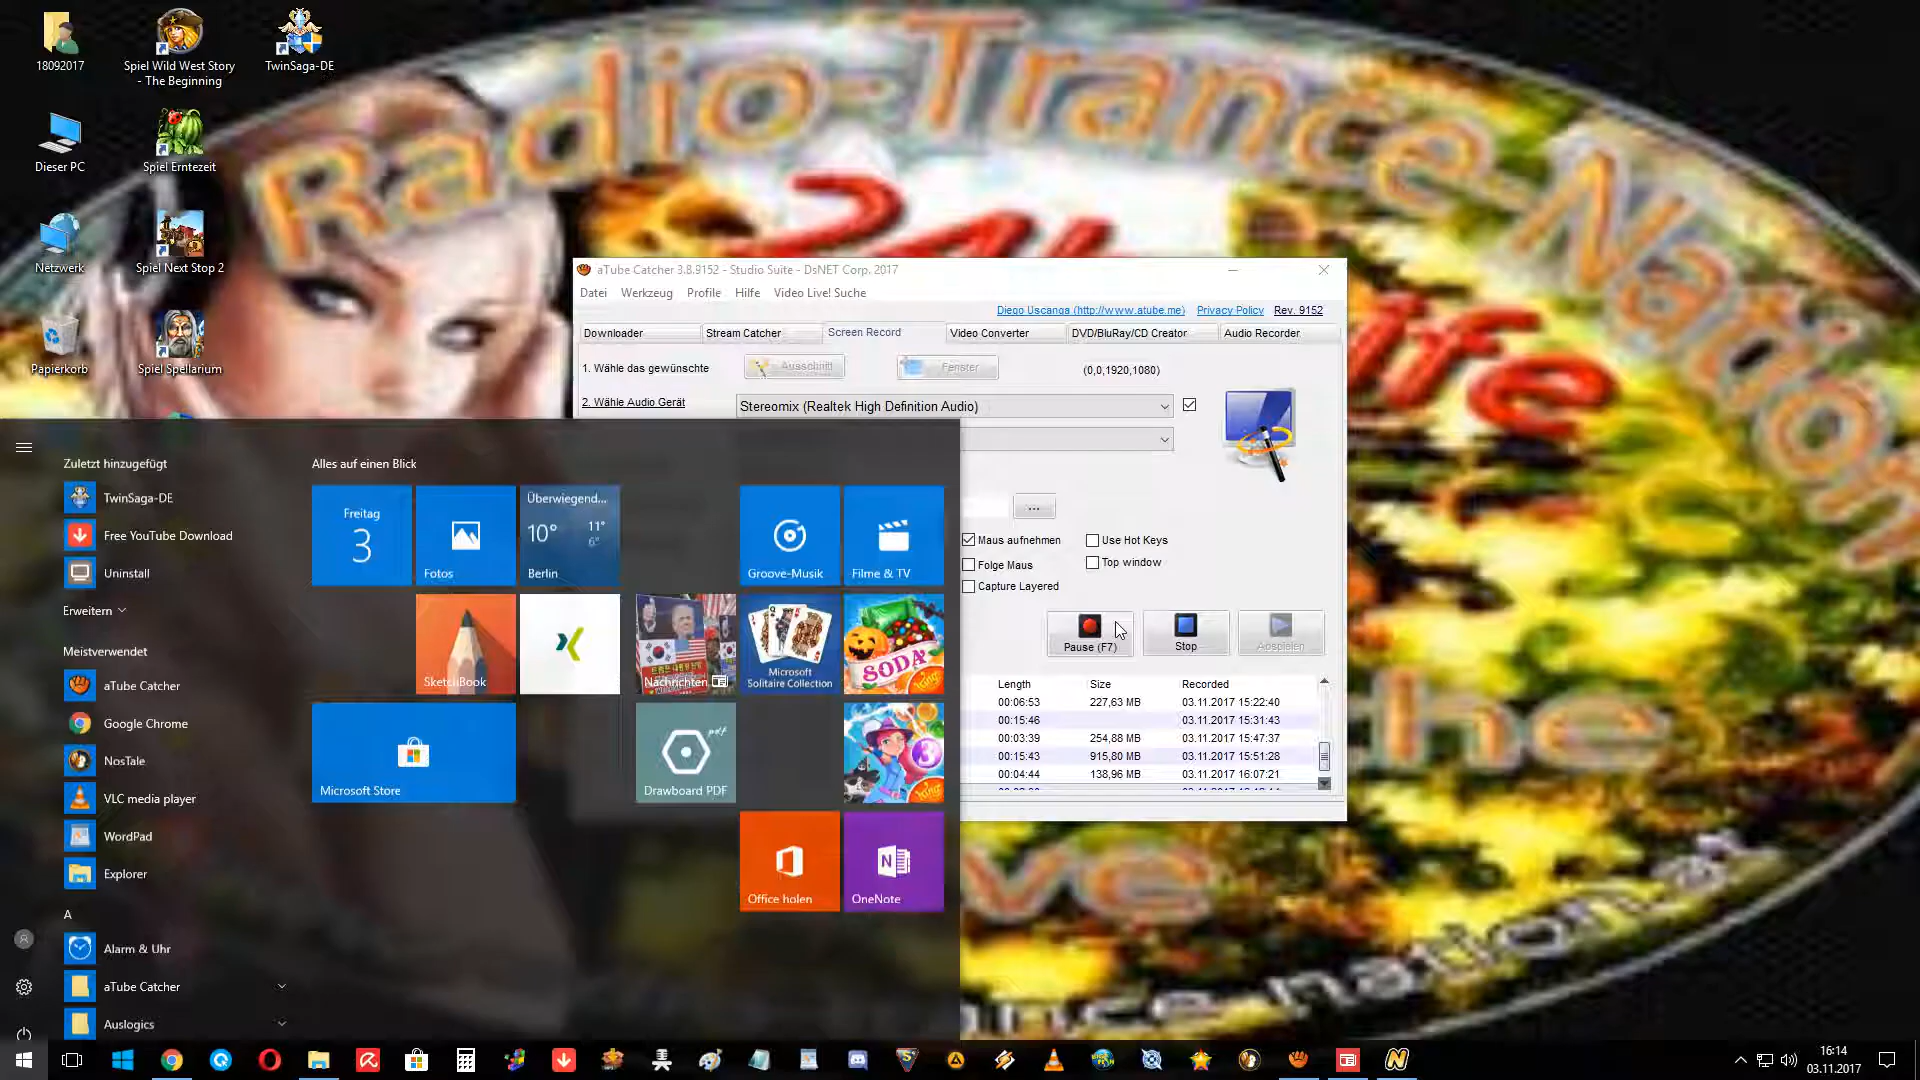 18092017
Spiel Wild West Story
- The Beginning
TwinSaga-DE
Dieser PC
Spiel Erntezeit
Netzwerk
Spiel Next Stop 2
Papierkorb
Spiel Spellarium
Radio-Trance-Nation
24h
aTube Catcher 3.8.9152 - Studio Suite - DsNET Corp. 2017
Datei Werkzeug Profile Hilfe Video Live! Suche
Diego Uscanga (http://www.atube.me) Privacy Policy Rev. 9152
Downloader Stream Catcher Screen Record Video Converter DVD/BluRay/CD Creator Audio Recorder
1. Wähle das gewünschte Ausschnitt Fenster (0,0,1920,1080)
2. Wähle Audio Gerät Stereomix (Realtek High Definition Audio)
...
Maus aufnehmen Use Hot Keys
Folge Maus Top window
Capture Layered
Pause (F7) Stop Abspielen
Length Size Recorded
00:06:53 227,63 MB 03.11.2017 15:22:40
00:15:46 03.11.2017 15:31:43
00:03:39 254,88 MB 03.11.2017 15:47:37
00:15:43 915,80 MB 03.11.2017 15:51:28
00:04:44 138,96 MB 03.11.2017 16:07:21
Zuletzt hinzugefügt
TwinSaga-DE
Free YouTube Download
Uninstall
Erweitern
Meistverwendet
aTube Catcher
Google Chrome
NosTale
VLC media player
WordPad
Explorer
A
Alarm & Uhr
aTube Catcher
Auslogics
Alles auf einen Blick
Freitag
3
Fotos
Überwiegend...
10° 11°
6°
Berlin
Groove-Musik
Filme & TV
SketchBook
Nachrichten
Microsoft
Solitaire Collection
SODA
King
Microsoft Store
pdf
Drawboard PDF
King
Office holen
OneNote
16:14
03.11.2017